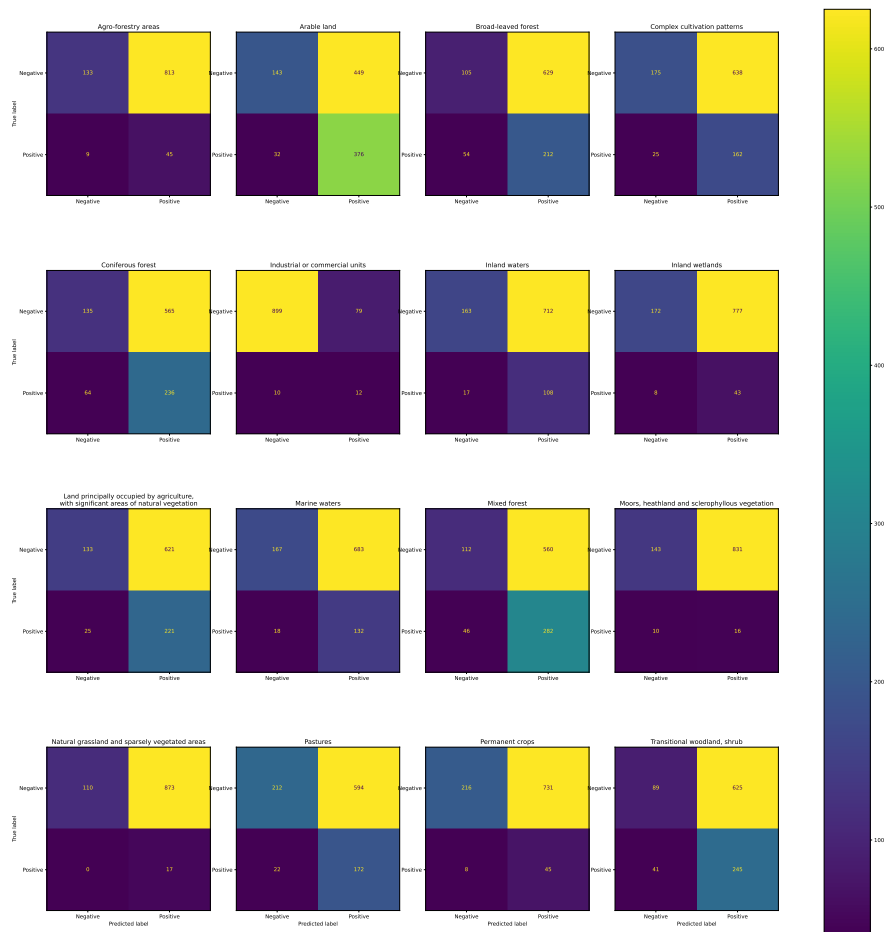 Agro-forestry areas
Arable land
Broad-leaved forest
Complex cultivation patterns
True label
Negative
133
813
Negative
143
449
Negative
105
629
Negative
175
638
Positive
9
45
Positive
32
376
Positive
54
212
Positive
25
162
Negative
Positive
Negative
Positive
Negative
Positive
Negative
Positive
Coniferous forest
Industrial or commercial units
Inland waters
Inland wetlands
True label
Negative
135
565
Negative
899
79
Negative
163
712
Negative
172
777
Positive
64
236
Positive
10
12
Positive
17
108
Positive
8
43
Negative
Positive
Negative
Positive
Negative
Positive
Negative
Positive
Land principally occupied by agriculture,
with significant areas of natural vegetation
Marine waters
Mixed forest
Moors, heathland and sclerophyllous vegetation
True label
Negative
133
621
Negative
167
683
Negative
112
560
Negative
143
831
Positive
25
221
Positive
18
132
Positive
46
282
Positive
10
16
Negative
Positive
Negative
Positive
Negative
Positive
Negative
Positive
Natural grassland and sparsely vegetated areas
Pastures
Permanent crops
Transitional woodland, shrub
True label
Negative
110
873
Negative
212
594
Negative
216
731
Negative
89
625
Positive
0
17
Positive
22
172
Positive
8
45
Positive
41
245
Negative
Positive
Negative
Positive
Negative
Positive
Negative
Positive
Predicted label
Predicted label
Predicted label
Predicted label
600
500
400
300
200
100